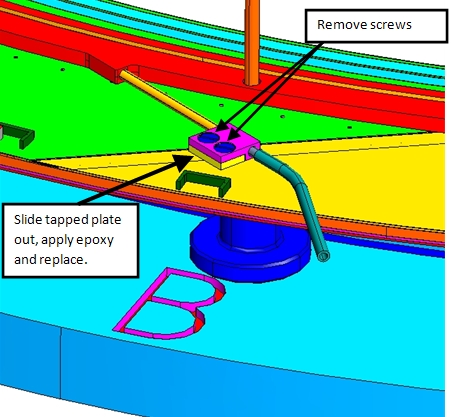 Remove screws
Slide tapped plate
out, apply epoxy
and replace.
B